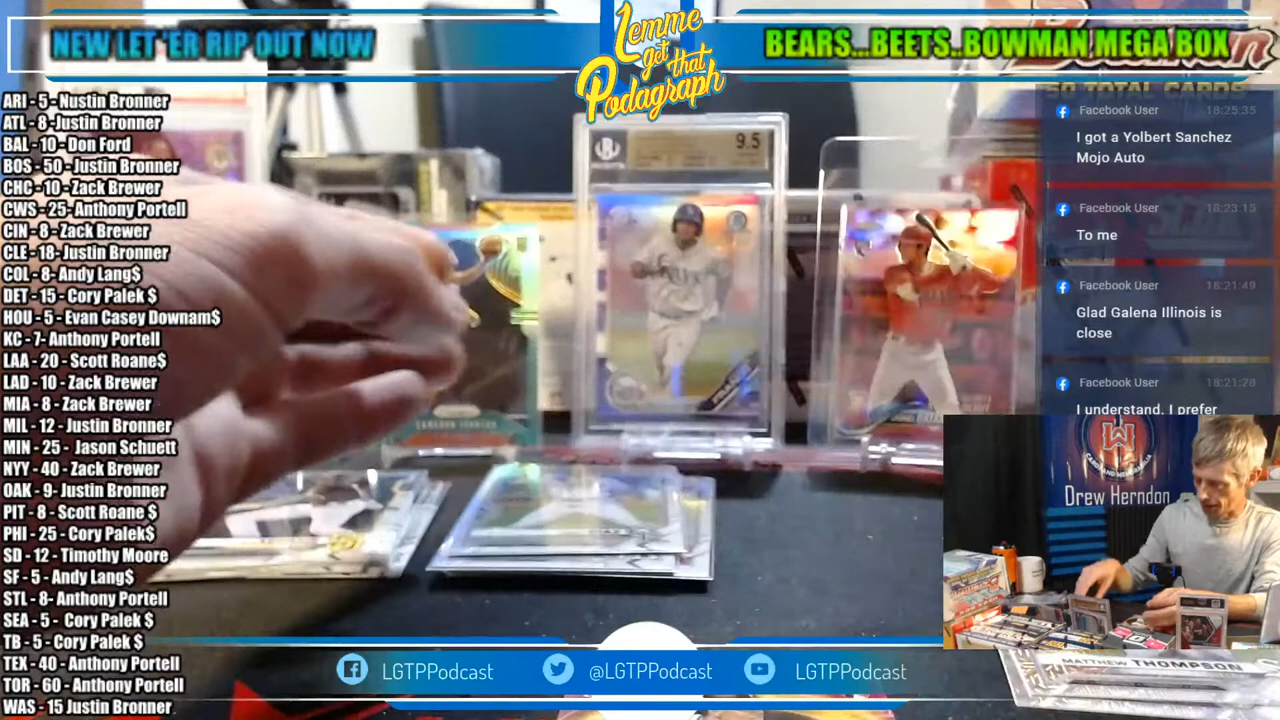 NEW LET 'ER RIP OUT NOW
Lemme
get
that
Podagraph
BEARS...BEETS..BOWMAN MEGA BOX
50 TOTAL CARDS
ARI - 5 - Nustin Bronner
ATL - 8 -Justin Bronner
BAL - 10 - Don Ford
BOS - 50 - Justin Bronner
CHC - 10 - Zack Brewer
CWS - 25- Anthony Portell
CIN - 8 - Zack Brewer
CLE - 18- Justin Bronner
COL - 8- Andy Lang$
DET - 15 - Cory Palek $
HOU - 5 - Evan Casey Downam$
KC - 7- Anthony Portell
LAA - 20 - Scott Roane$
LAD - 10 - Zack Brewer
MIA - 8 - Zack Brewer
MIL - 12 - Justin Bronner
MIN - 25 - Jason Schuett
NYY - 40 - Zack Brewer
OAK - 9- Justin Bronner
PIT - 8 - Scott Roane $
PHI - 25 - Cory Palek$
SD - 12 - Timothy Moore
SF - 5 - Andy Lang$
STL - 8- Anthony Portell
SEA - 5 - Cory Palek $
TB - 5 - Cory Palek $
TEX - 40 - Anthony Portell
TOR - 60 - Anthony Portell
WAS - 15 Nustin Bronner
9.5
Facebook User 18:25:35
I got a Yolbert Sanchez
Mojo Auto
Facebook User 18:23:15
To me
Facebook User 18:21:49
Glad Galena Illinois is
close
Facebook User 18:21:20
I understand. I prefer
Drew Herndon
MATTHEW THOMPSON
LGTPPodcast
@LGTPPodcast
LGTPPodcast